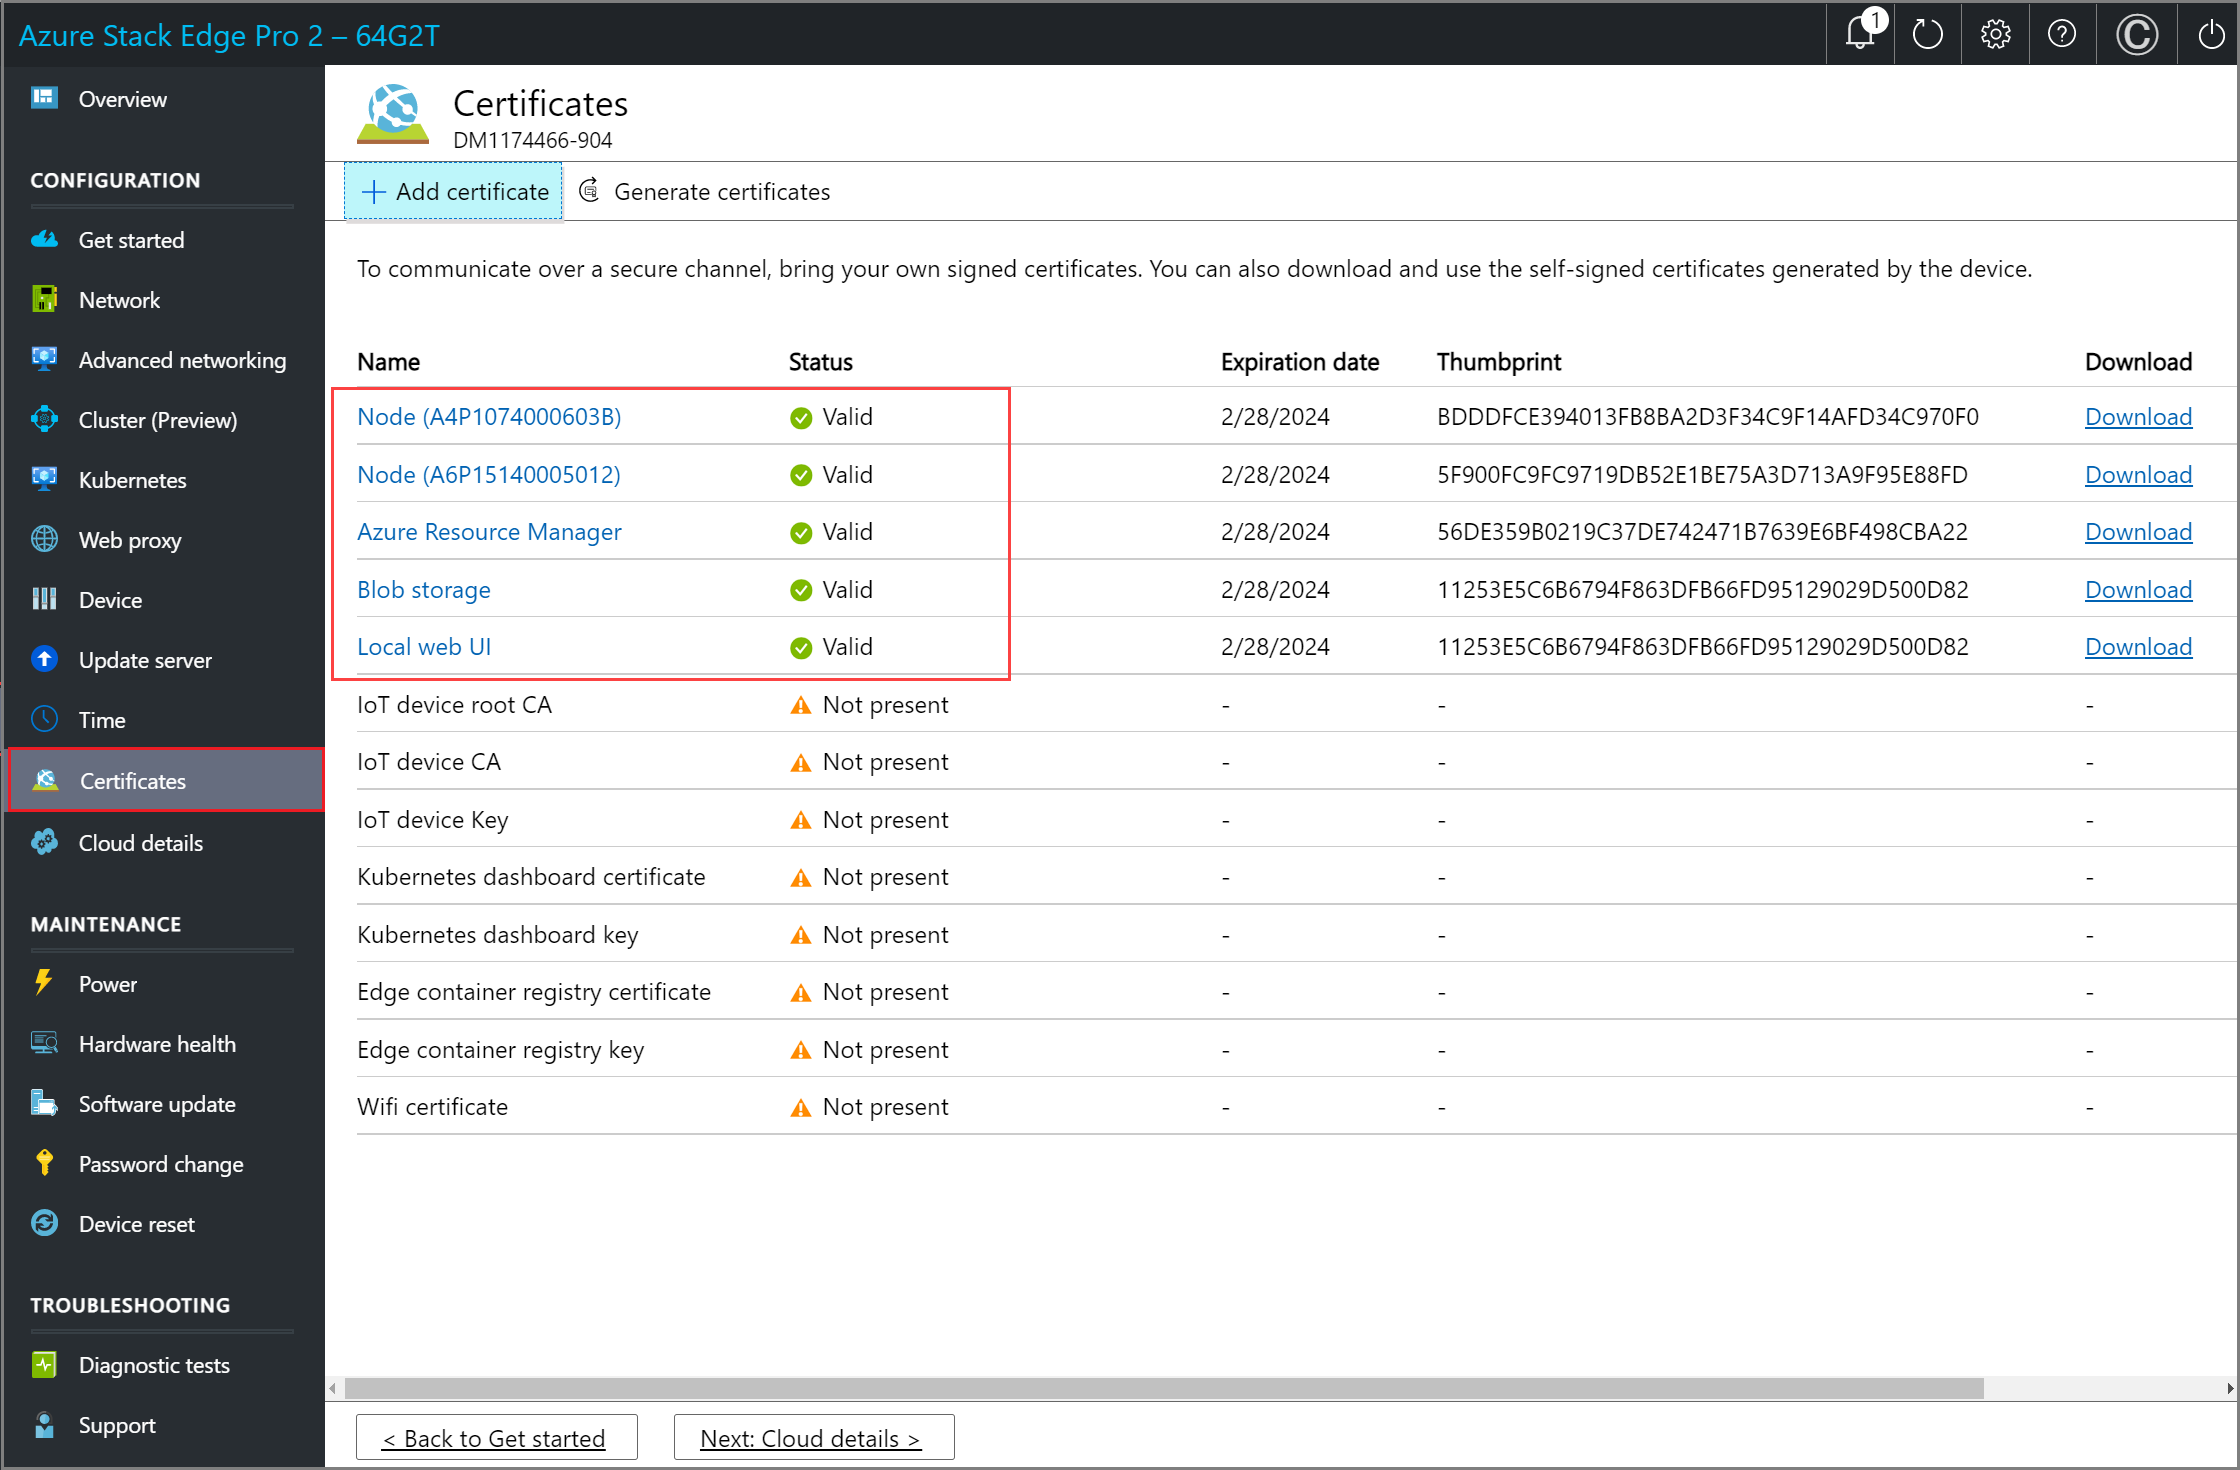 Azure Stack Edge Pro 2 – 64G2T
1
Overview
CONFIGURATION
Get started
Network
Advanced networking
Cluster (Preview)
Kubernetes
Web proxy
Device
Update server
Time
Certificates
Cloud details
MAINTENANCE
Power
Hardware health
Software update
Password change
Device reset
TROUBLESHOOTING
Diagnostic tests
Support
Certificates
DM1174466-904
+ Add certificate Generate certificates
To communicate over a secure channel, bring your own signed certificates. You can also download and use the self-signed certificates generated by the device.
Name Status Expiration date Thumbprint Download
Node (A4P1074000603B) Valid 2/28/2024 BDDDFCE394013FB8BA2D3F34C9F14AFD34C970F0 Download
Node (A6P15140005012) Valid 2/28/2024 5F900FC9FC9719DB52E1BE75A3D713A9F95E88FD Download
Azure Resource Manager Valid 2/28/2024 56DE359B0219C37DE742471B7639E6BF498CBA22 Download
Blob storage Valid 2/28/2024 11253E5C6B6794F863DFB66FD95129029D500D82 Download
Local web UI Valid 2/28/2024 11253E5C6B6794F863DFB66FD95129029D500D82 Download
IoT device root CA Not present - - -
IoT device CA Not present - - -
IoT device Key Not present - - -
Kubernetes dashboard certificate Not present - - -
Kubernetes dashboard key Not present - - -
Edge container registry certificate Not present - - -
Edge container registry key Not present - - -
Wifi certificate Not present - - -
< Back to Get started Next: Cloud details >